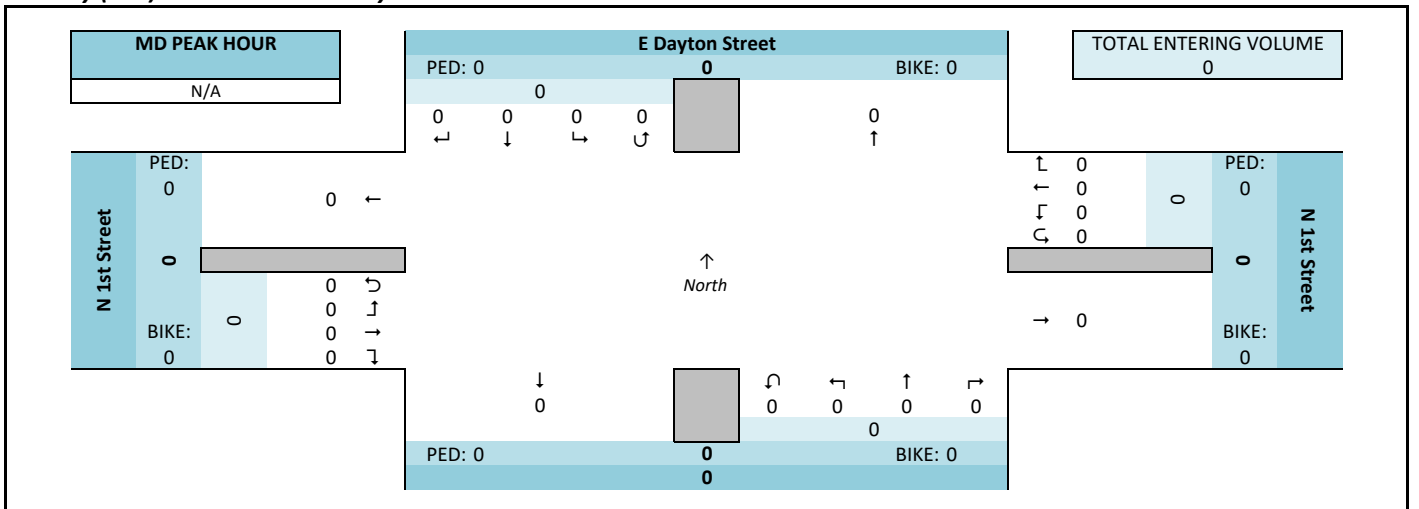 MD PEAK HOUR
N/A
E Dayton Street
PED: 0 0 BIKE: 0
0
0 0 0 0 0
↲ ↓ ↳ ↺ ↑
TOTAL ENTERING VOLUME
0
N 1st Street
PED:
0
0
BIKE:
0
0
0 ←
0 ⮌
0 ↰
0 →
0 ↴
↑
North
↱ 0
← 0
↲ 0
⮎ 0
→ 0
0
PED:
0
0
BIKE:
0
N 1st Street
↓ ↶ ↰ ↑ ↱
0 0 0 0 0
0
PED: 0 0 BIKE: 0
0